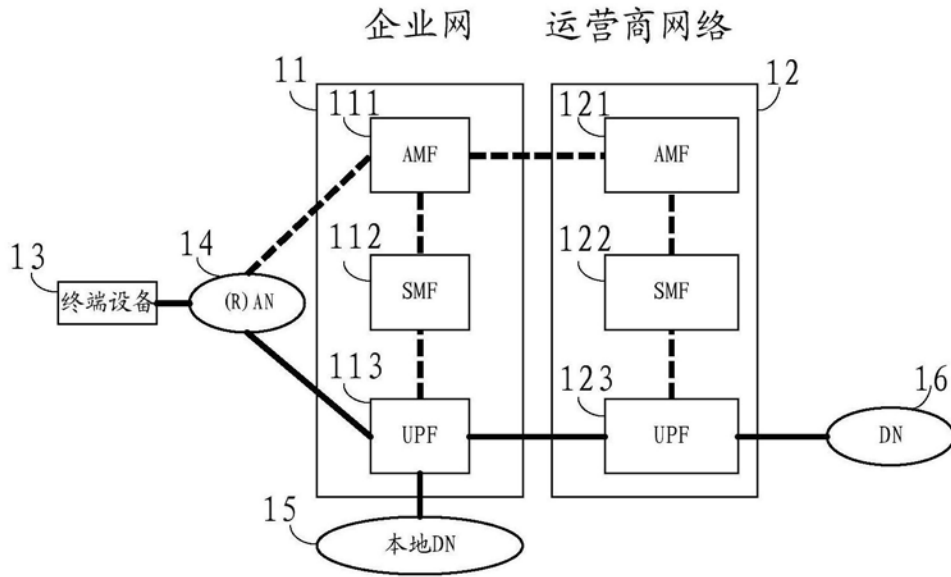 企业网
运营商网络
11
12
111
AMF
121
AMF
112
SMF
122
SMF
13
终端设备
14
(R)AN
113
UPF
123
UPF
16
DN
15
本地DN